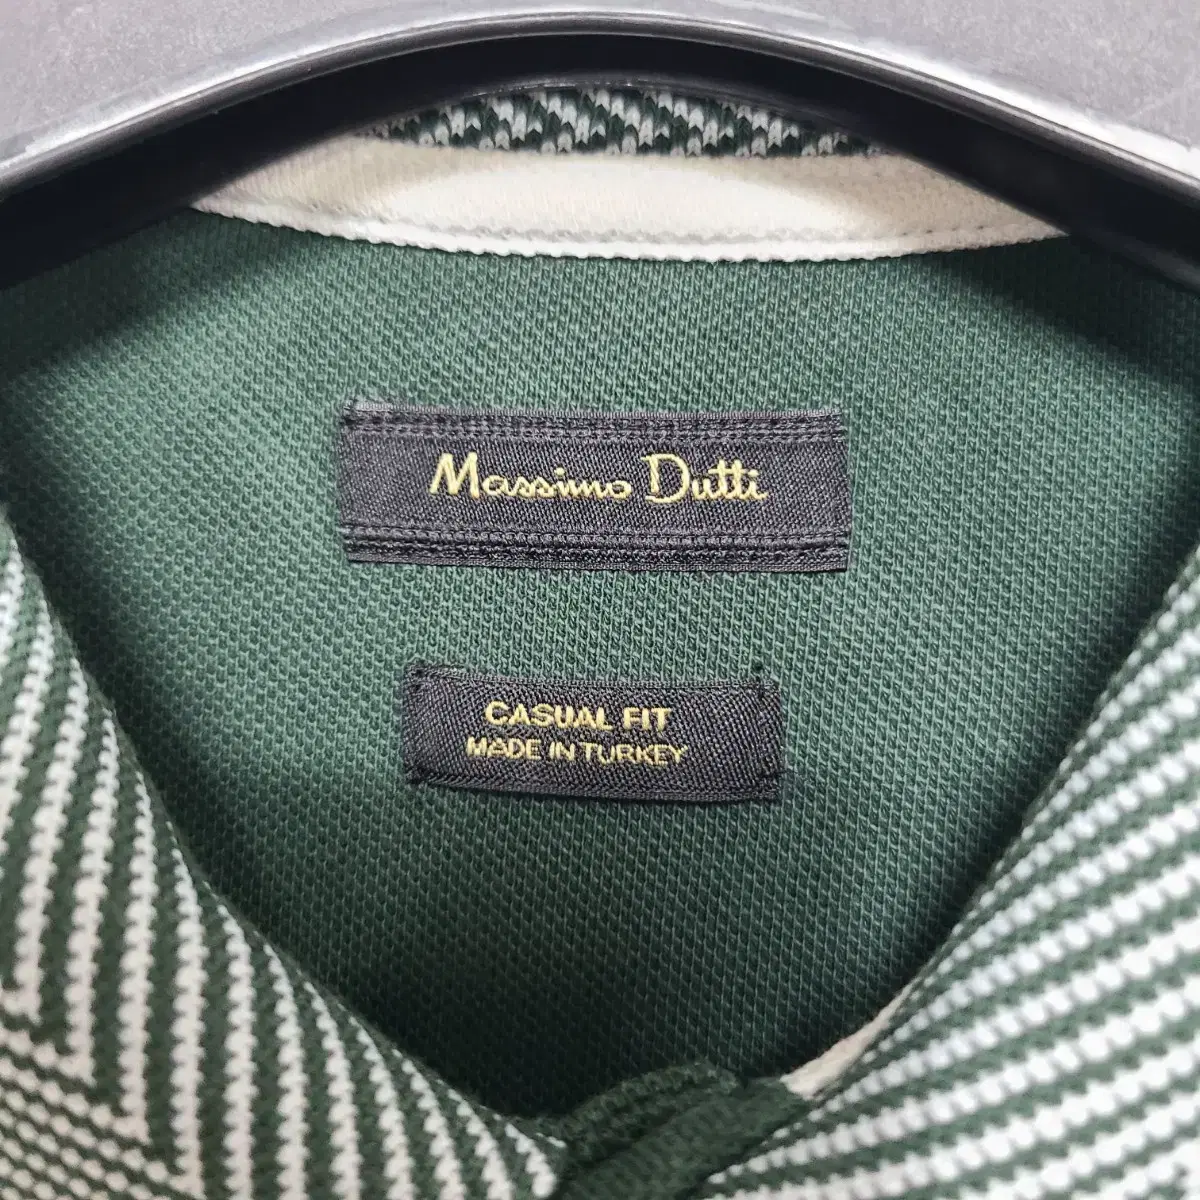 Massimo Dutti
CASUAL FIT
MADE IN TURKEY